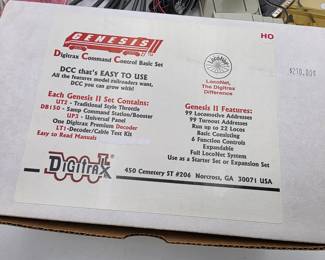 GENESIS II™
HO
Digitrax Command Control Basic Set
$250.00
DCC that's EASY TO USE
All the features model railroaders want,
DCC you can grow with!
LocoNet
LocoNet,
The Digitrax
Difference
Each Genesis II Set Contains:
UT2 - Traditional Style Throttle
DB150 - 5amp Command Station/Booster
UP3 - Universal Panel
One Digitrax Premium Decoder
LT1-Decoder/Cable Test Kit
Easy to Read Manuals
Genesis II Features:
99 Locomotive Addresses
99 Turnout Addresses
Run up to 22 Locos
Basic Consisting
4 Function Controls
Expandable
Full LocoNet System
Use as a Starter Set or Expansion Set
DIGITRAX
450 Cemetery ST #206 Norcross, GA 30071 USA